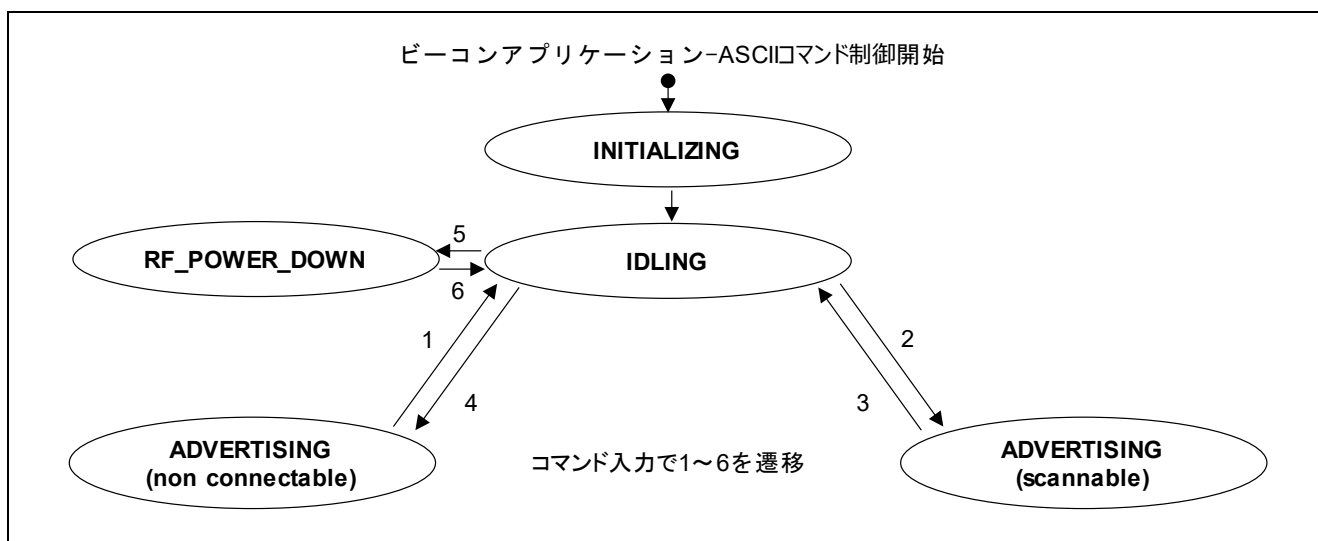 ビーコンアプリケーション-ASCIIコマンド制御開始
INITIALIZING
RF_POWER_DOWN
5
6
IDLING
1
4
2
3
ADVERTISING
(non connectable)
コマンド入力で1～6を遷移
ADVERTISING
(scannable)